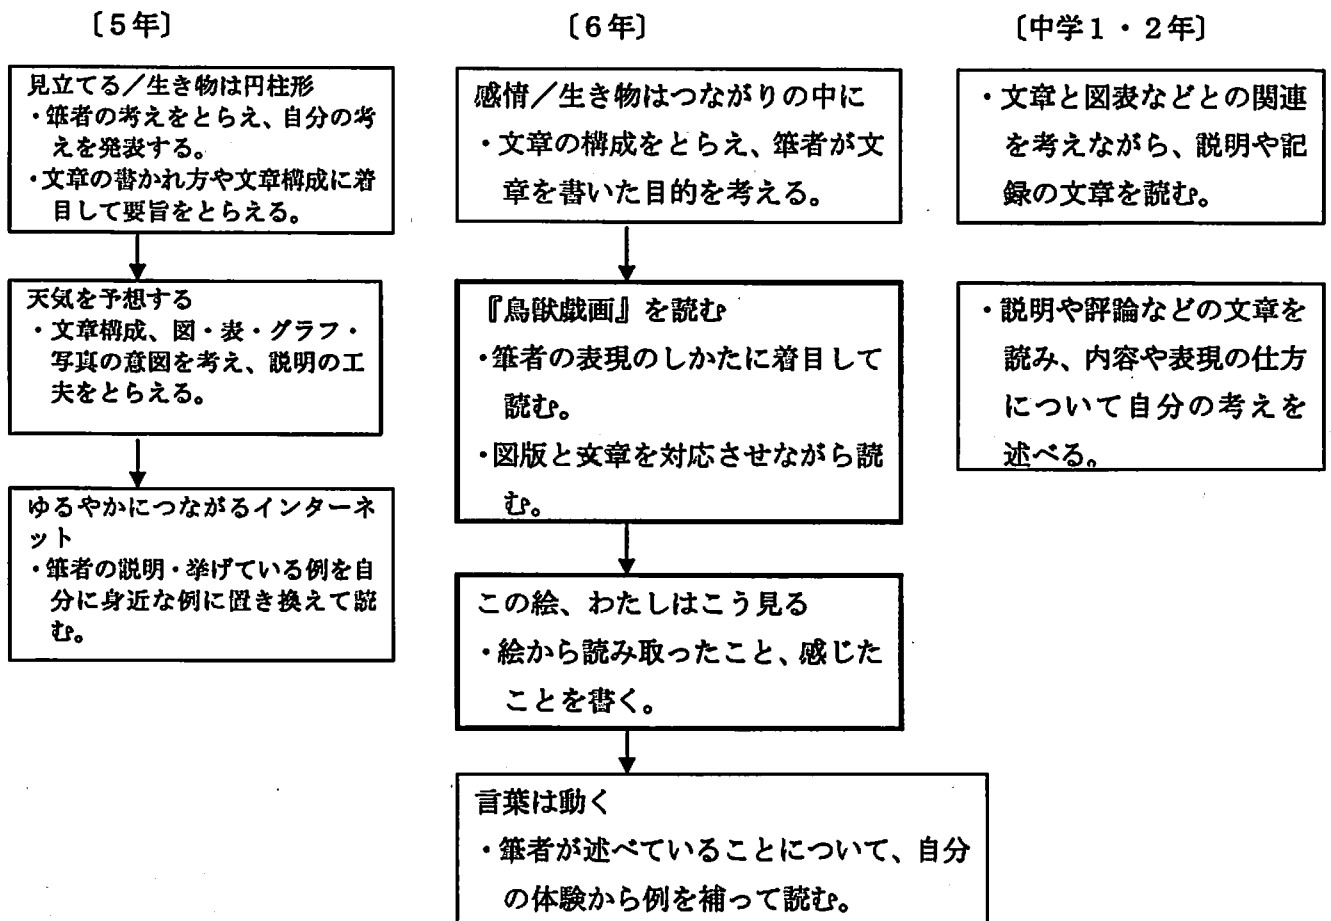 〔5年〕
見立てる／生き物は円柱形
・筆者の考えをとらえ、自分の考
えを発表する。
・文章の書かれ方や文章構成に着
目して要旨をとらえる。
天気を予想する
・文章構成、図・表・グラフ・
写真の意図を考え、説明の工
夫をとらえる。
ゆるやかにつながるインターネ
ット
・筆者の説明・挙げている例を自
分に身近な例に置き換えて読
む。
〔6年〕
感情／生き物はつながりの中に
・文章の構成をとらえ、筆者が文
章を書いた目的を考える。
『鳥獣戯画』を読む
・筆者の表現のしかたに着目して
読む。
・図版と文章を対応させながら読
む。
この絵、わたしはこう見る
・絵から読み取ったこと、感じた
ことを書く。
言葉は動く
・筆者が述べていることについて、自分
の体験から例を補って読む。
〔中学1・2年〕
・文章と図表などとの関連
を考えながら、説明や記
録の文章を読む。
・説明や評論などの文章を
読み、内容や表現の仕方
について自分の考えを
述べる。